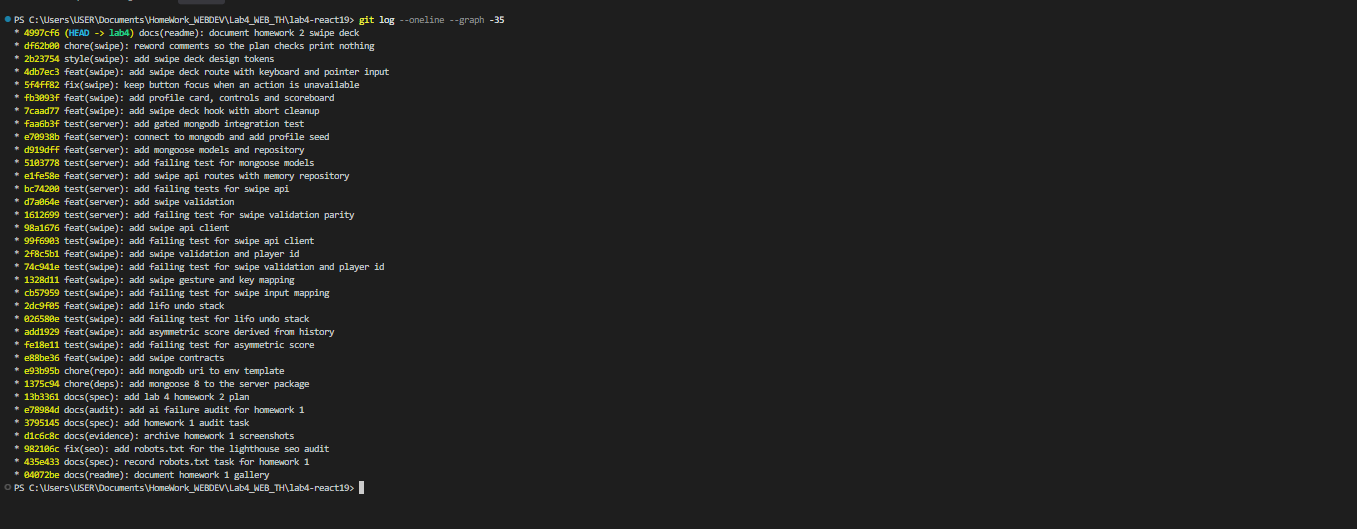 PS C:\Users\USER\Documents\HomeWork_WEBDEV\Lab4_WEB_TH\lab4-react19> git log --oneline --graph -35
* 4997cf6 (HEAD -> lab4) docs(readme): document homework 2 swipe deck
* df62b00 chore(swipe): reword comments so the plan checks print nothing
* 2b23754 style(swipe): add swipe deck design tokens
* 4db7ec3 feat(swipe): add swipe deck route with keyboard and pointer input
* 5f4ff82 fix(swipe): keep button focus when an action is unavailable
* fb3093f feat(swipe): add profile card, controls and scoreboard
* 7caad77 feat(swipe): add swipe deck hook with abort cleanup
* faa6b3f test(server): add gated mongodb integration test
* e70938b feat(server): connect to mongodb and add profile seed
* d919dff feat(server): add mongoose models and repository
* 5103778 test(server): add failing test for mongoose models
* e1fe58e feat(server): add swipe api routes with memory repository
* bc74200 test(server): add failing tests for swipe api
* d7a064e feat(server): add swipe validation
* 1612699 test(server): add failing test for swipe validation parity
* 98a1676 feat(swipe): add swipe api client
* 99f6903 test(swipe): add failing test for swipe api client
* 2f8c5b1 feat(swipe): add swipe validation and player id
* 74c941e test(swipe): add failing test for swipe validation and player id
* 1328d11 feat(swipe): add swipe gesture and key mapping
* cb57959 test(swipe): add failing test for swipe input mapping
* 2dc9f05 feat(swipe): add lifo undo stack
* 026580e test(swipe): add failing test for lifo undo stack
* add1929 feat(swipe): add asymmetric score derived from history
* fe18e11 test(swipe): add failing test for asymmetric score
* e88be36 feat(swipe): add swipe contracts
* e93b95b chore(repo): add mongodb uri to env template
* 1375c94 chore(deps): add mongoose 8 to the server package
* 13b3361 docs(spec): add lab 4 homework 2 plan
* e78984d docs(audit): add ai failure audit for homework 1
* 3795145 docs(spec): add homework 1 audit task
* d1c6c8c docs(evidence): archive homework 1 screenshots
* 982106c fix(seo): add robots.txt for the lighthouse seo audit
* 435e433 docs(spec): record robots.txt task for homework 1
* 04072be docs(readme): document homework 1 gallery
PS C:\Users\USER\Documents\HomeWork_WEBDEV\Lab4_WEB_TH\lab4-react19>